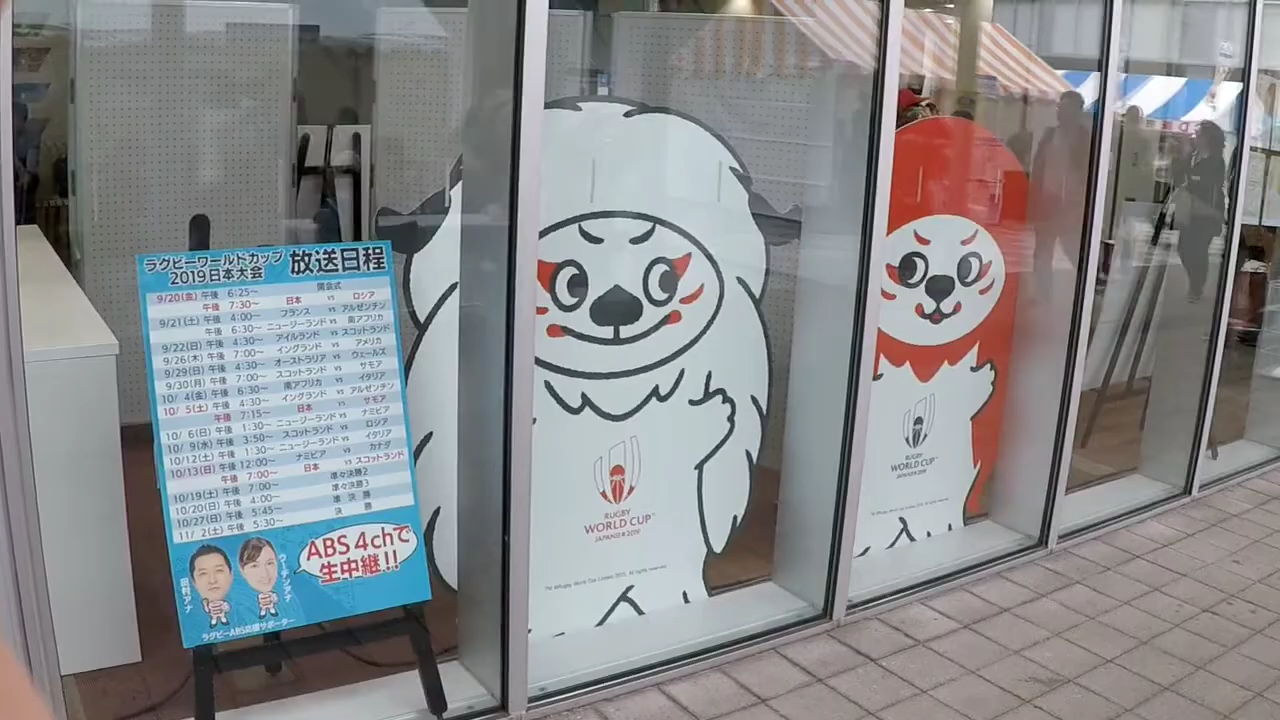 ラグビーワールドカップ
2019日本大会 放送日程
9/20(金) 午後 6:25～ 開会式
午後 7:30～ 日本 vs ロシア
9/21(土) 午後 4:00～ フランス vs アルゼンチン
午後 6:30～ ニュージーランド vs 南アフリカ
9/22(日) 午後 4:30～ アイルランド vs スコットランド
9/26(木) 午後 7:00～ イングランド vs アメリカ
9/29(日) 午後 4:30～ オーストラリア vs ウェールズ
9/30(月) 午後 7:00～ スコットランド vs サモア
10/ 4(金) 午後 6:30～ 南アフリカ vs イタリア
10/ 5(土) 午後 4:30～ イングランド vs アルゼンチン
午後 7:15～ 日本 vs サモア
10/ 6(日) 午後 1:30～ ニュージーランド vs ナミビア
10/ 9(水) 午後 3:50～ スコットランド vs ロシア
10/12(土) 午後 1:30～ ニュージーランド vs イタリア
10/13(日) 午後 12:00～ ナミビア vs カナダ
午後 7:00～ 日本 vs スコットランド
10/19(土) 午後 7:00～ 準々決勝2
10/20(日) 午後 4:00～ 準々決勝3
10/27(日) 午後 5:45～ 準決勝
11/ 2(土) 午後 5:30～ 決勝
ABS 4chで
生中継!!
田村アナ
ラグビーABS応援サポーター
RUGBY
WORLD CUP™
JAPAN 2019
RUGBY
WORLD CUP™
JAPAN 2019